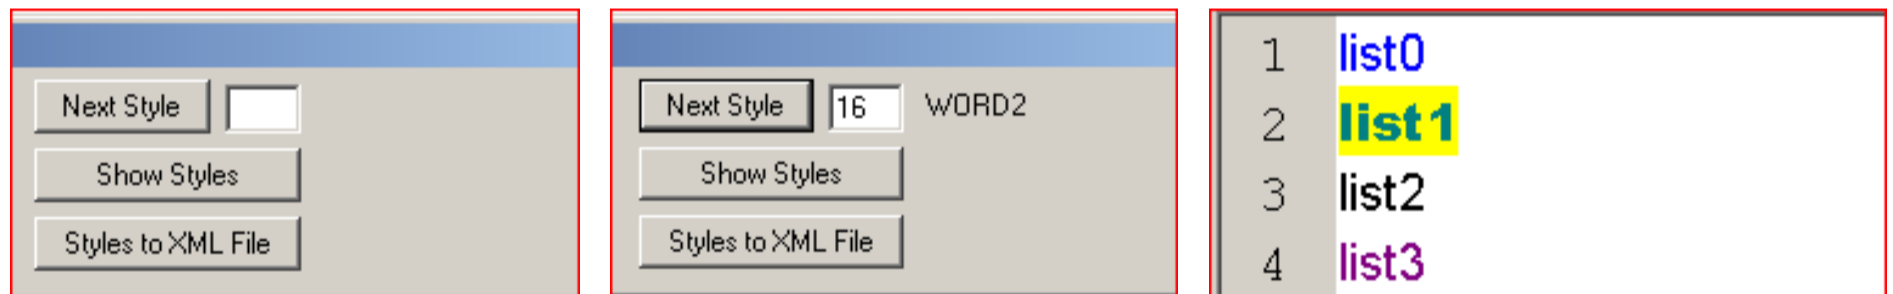 Next Style
Show Styles
Styles to XML File
Next Style 16 WORD2
Show Styles
Styles to XML File
1 list0
2 list1
3 list2
4 list3